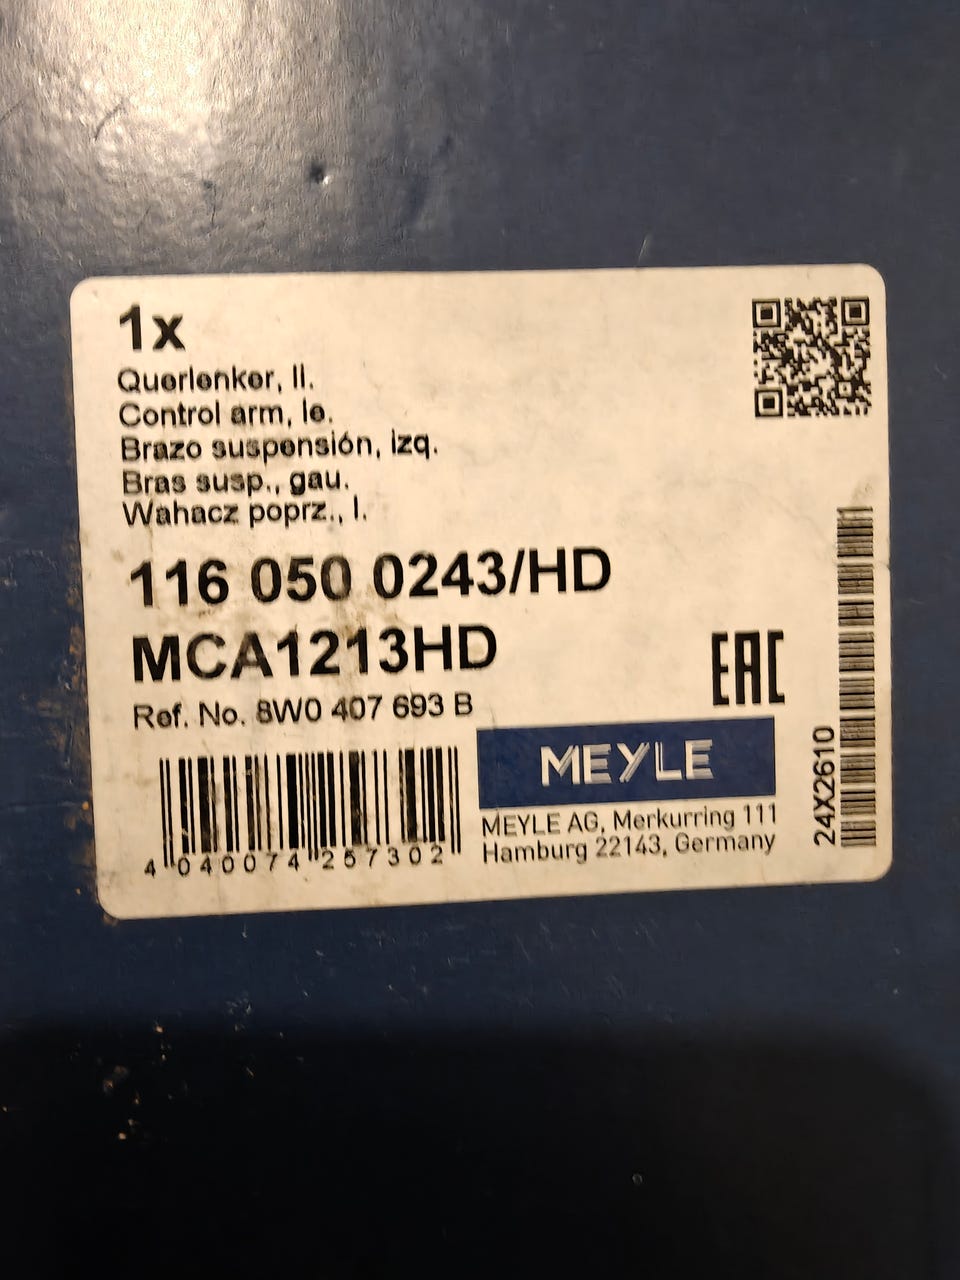 1x
Querlenker, li.
Control arm, le.
Brazo suspensión, izq.
Bras susp., gau.
Wahacz poprz., l.
116 050 0243/HD
MCA1213HD
Ref. No. 8W0 407 693 B
EAC
MEYLE
MEYLE AG, Merkurring 111
Hamburg 22143, Germany
4 040074 257302
24X2610